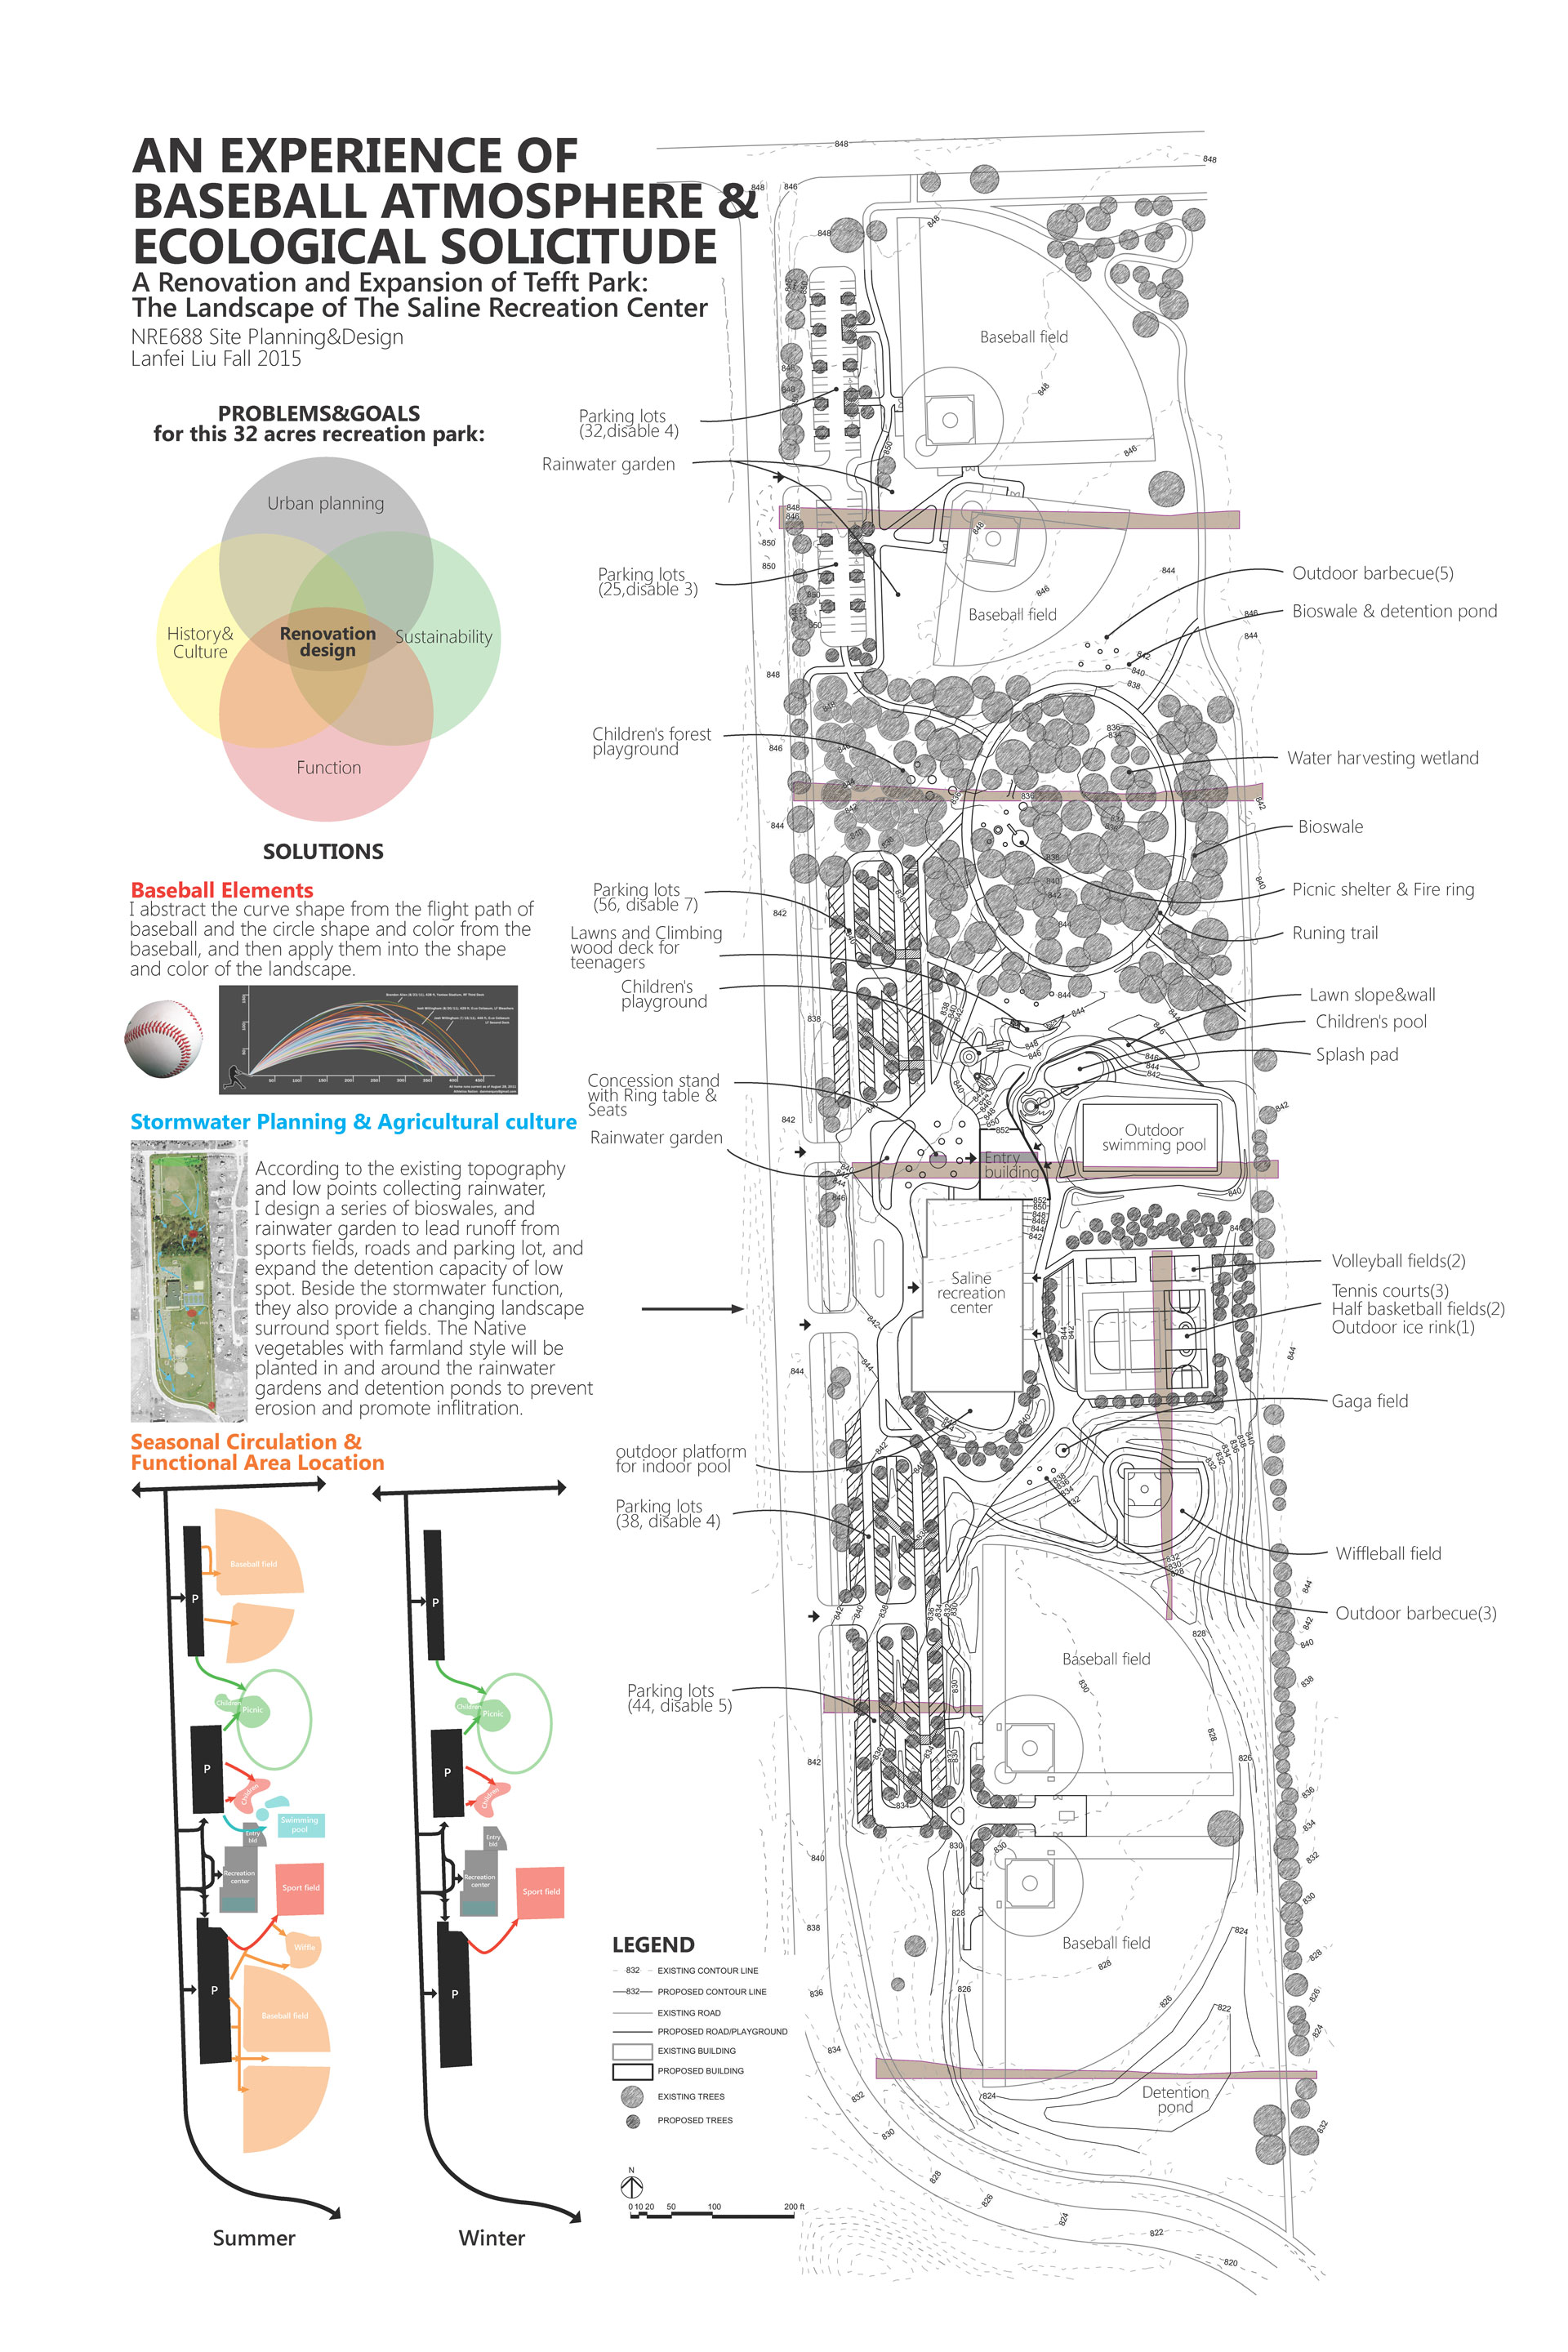 AN EXPERIENCE OF
BASEBALL ATMOSPHERE &
ECOLOGICAL SOLICITUDE
A Renovation and Expansion of Tefft Park:
The Landscape of The Saline Recreation Center
NRE688 Site Planning&Design
Lanfei Liu Fall 2015
PROBLEMS&GOALS
for this 32 acres recreation park:
Urban planning
History&
Culture
Renovation
design
Sustainability
Function
SOLUTIONS
Baseball Elements
I abstract the curve shape from the flight path of
baseball and the circle shape and color from the
baseball, and then apply them into the shape
and color of the landscape.
Stormwater Planning & Agricultural culture
According to the existing topography
and low points collecting rainwater,
I design a series of bioswales, and
rainwater garden to lead runoff from
sports fields, roads and parking lot, and
expand the detention capacity of low
spot. Beside the stormwater function,
they also provide a changing landscape
surround sport fields. The Native
vegetables with farmland style will be
planted in and around the rainwater
gardens and detention ponds to prevent
erosion and promote inflitration.
Seasonal Circulation &
Functional Area Location
Baseball field
P
Children
Picnic
P
Children
Swimming
pool
Entry
bld
Recreation
center
Sport field
Wiffle
P
Baseball field
Summer
P
Children
Picnic
P
Children
Entry
bld
Recreation
center
Sport field
P
Winter
Parking lots
(32,disable 4)
Rainwater garden
Parking lots
(25,disable 3)
Children's forest
playground
Parking lots
(56, disable 7)
Lawns and Climbing
wood deck for
teenagers
Children's
playground
Concession stand
with Ring table &
Seats
Rainwater garden
outdoor platform
for indoor pool
Parking lots
(38, disable 4)
Parking lots
(44, disable 5)
Baseball field
Baseball field
Outdoor
swimming pool
Entry
building
Saline
recreation
center
Baseball field
Baseball field
Detention
pond
Outdoor barbecue(5)
Bioswale & detention pond
Water harvesting wetland
Bioswale
Picnic shelter & Fire ring
Runing trail
Lawn slope&wall
Children's pool
Splash pad
Volleyball fields(2)
Tennis courts(3)
Half basketball fields(2)
Outdoor ice rink(1)
Gaga field
Wiffleball field
Outdoor barbecue(3)
LEGEND
832 EXISTING CONTOUR LINE
832 PROPOSED CONTOUR LINE
EXISTING ROAD
PROPOSED ROAD/PLAYGROUND
EXISTING BUILDING
PROPOSED BUILDING
EXISTING TREES
PROPOSED TREES
N
0 10 20 50 100 200 ft